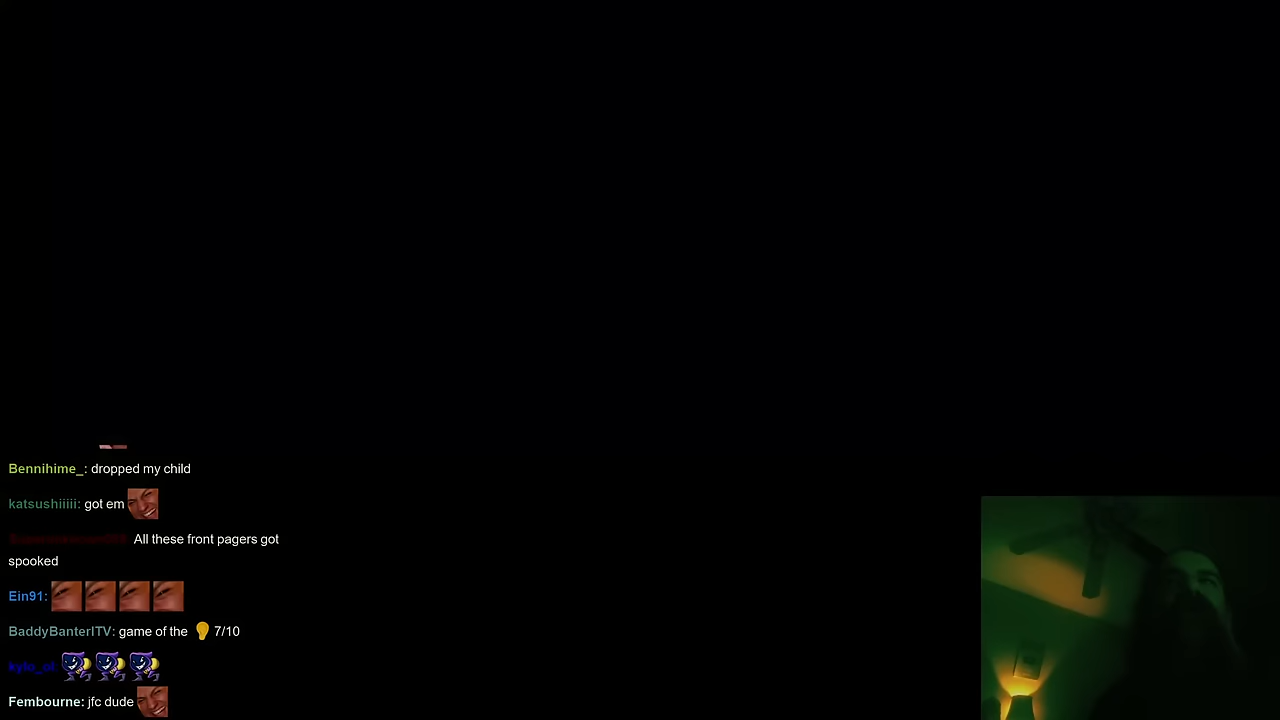 Bennihime_: dropped my child
katsushiiiii: got em
All these front pagers got
spooked
Ein91:
BaddyBanterITV: game of the 7/10
kylo_ol:
Fembourne: jfc dude